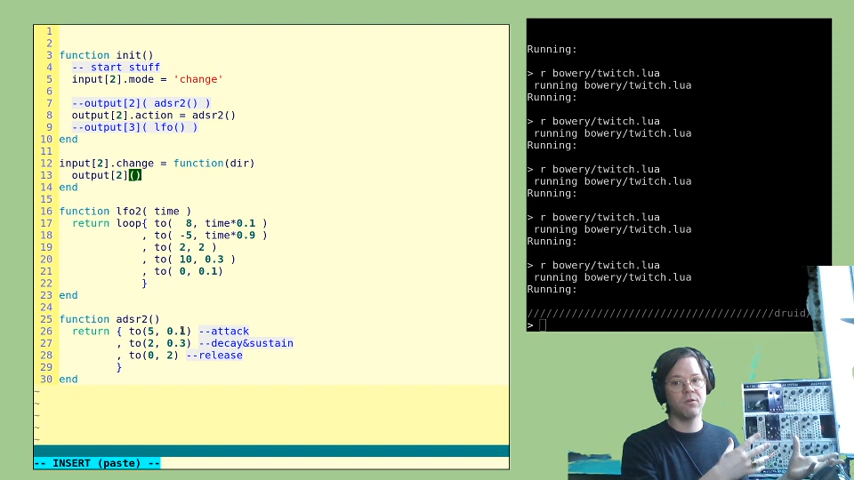 1
2
3 function init()
4   -- start stuff
5   input[2].mode = 'change'
6
7   --output[2]( adsr2() )
8   output[2].action = adsr2()
9   --output[3]( lfo() )
10 end
11
12 input[2].change = function(dir)
13   output[2]()
14 end
15
16 function lfo2( time )
17   return loop{ to(  8, time*0.1 )
18              , to( -5, time*0.9 )
19              , to( 2, 2 )
20              , to( 10, 0.3 )
21              , to( 0, 0.1)
22              }
23 end
24
25 function adsr2()
26   return { to(5, 0.1) --attack
27          , to(2, 0.3) --decay&sustain
28          , to(0, 2) --release
29          }
30 end
~
~
~
~
~
-- INSERT (paste) --
Running:
> r bowery/twitch.lua
running bowery/twitch.lua
Running:
> r bowery/twitch.lua
running bowery/twitch.lua
Running:
> r bowery/twitch.lua
running bowery/twitch.lua
Running:
> r bowery/twitch.lua
running bowery/twitch.lua
Running:
> r bowery/twitch.lua
running bowery/twitch.lua
Running:
/////////////////////////////////////////druid/
>